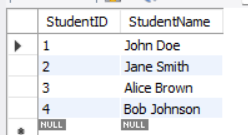 StudentID StudentName
1 John Doe
2 Jane Smith
3 Alice Brown
4 Bob Johnson
NULL NULL